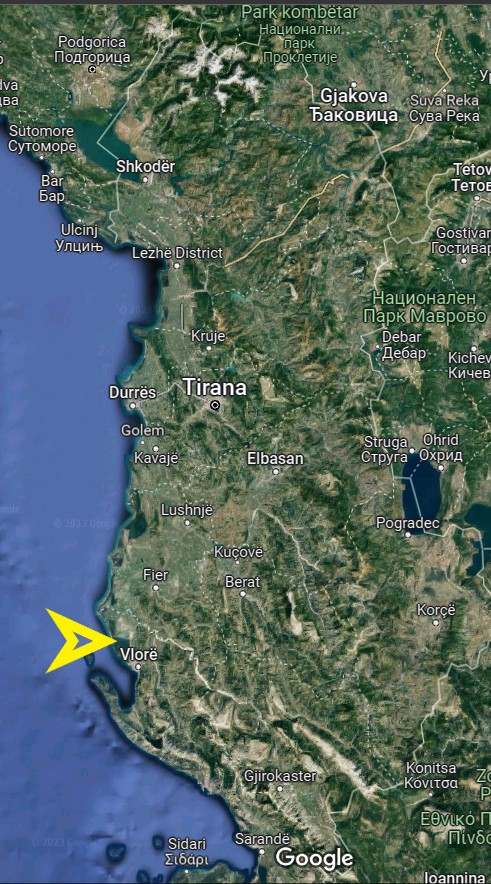 Park kombëtar
Национални
парк
Проклетије
Podgorica
Подгорица
Gjakova
Ђаковица
Suva Reka
Сува Река
Sutomore
Сутоморе
Shkodër
Bar
Бар
Ulcinj
Улцињ
Lezhë District
Tetov
Тетов
Gostivar
Гостивар
Национален
Парк Маврово
Krujë
Debar
Дебар
Kichev
Кичев
Durrës
Tirana
Golem
Kavajë
Elbasan
Struga
Струга
Ohrid
Охрид
Lushnjë
Pogradec
Kuçovë
Fier
Berat
Korçë
Vlorë
Gjirokaster
Konitsa
Κόνιτσα
Εθνικό Π
Πίνδο
Sidari
Σιδάρι
Sarandë
Google
Ioannina